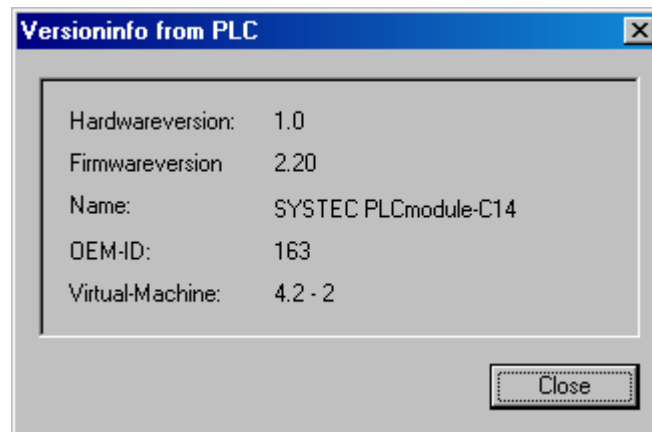 Versioninfo from PLC
Hardwareversion: 1.0
Firmwareversion 2.20
Name: SYSTEC PLCmodule-C14
OEM-ID: 163
Virtual-Machine: 4.2 - 2
Close